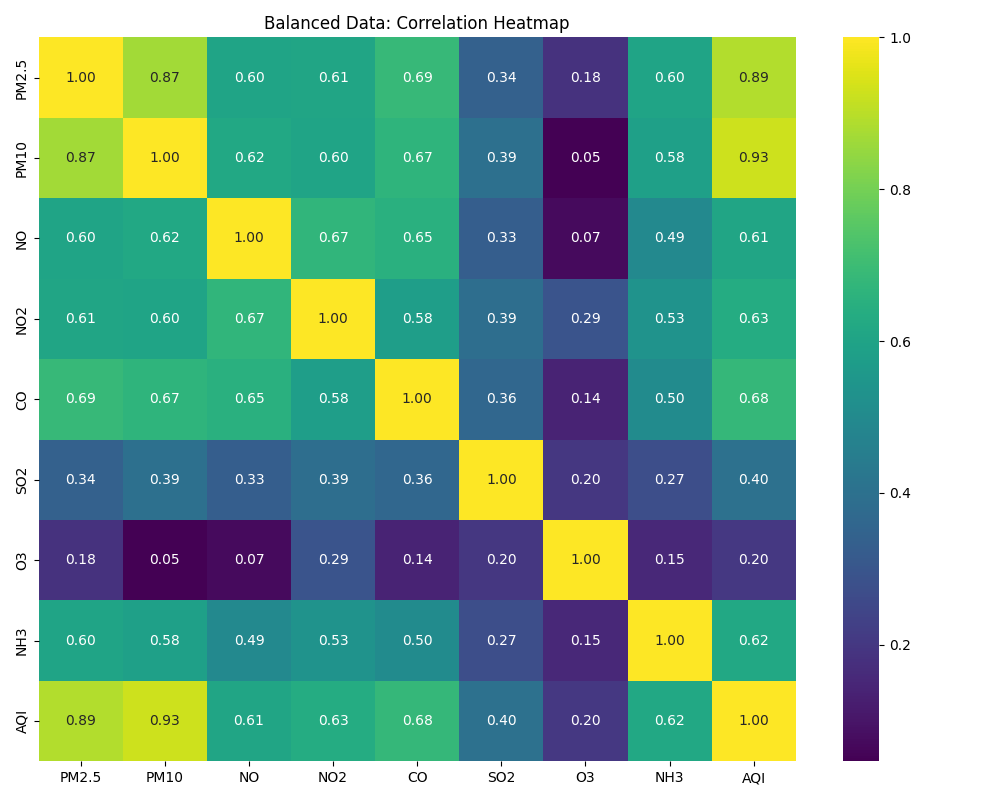 Balanced Data: Correlation Heatmap
PM2.5 1.00 0.87 0.60 0.61 0.69 0.34 0.18 0.60 0.89
PM10 0.87 1.00 0.62 0.60 0.67 0.39 0.05 0.58 0.93
NO 0.60 0.62 1.00 0.67 0.65 0.33 0.07 0.49 0.61
NO2 0.61 0.60 0.67 1.00 0.58 0.39 0.29 0.53 0.63
CO 0.69 0.67 0.65 0.58 1.00 0.36 0.14 0.50 0.68
SO2 0.34 0.39 0.33 0.39 0.36 1.00 0.20 0.27 0.40
O3 0.18 0.05 0.07 0.29 0.14 0.20 1.00 0.15 0.20
NH3 0.60 0.58 0.49 0.53 0.50 0.27 0.15 1.00 0.62
AQI 0.89 0.93 0.61 0.63 0.68 0.40 0.20 0.62 1.00
PM2.5 PM10 NO NO2 CO SO2 O3 NH3 AQI
1.0
0.8
0.6
0.4
0.2